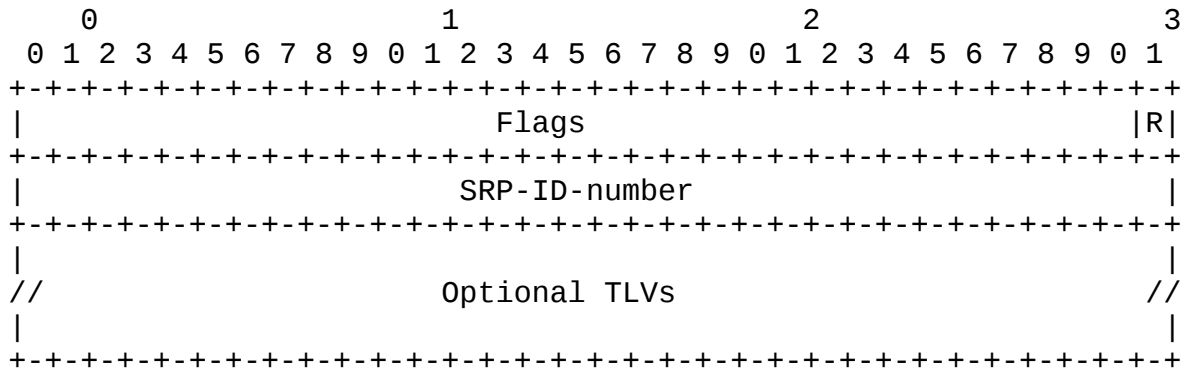 0                   1                   2                   3
0 1 2 3 4 5 6 7 8 9 0 1 2 3 4 5 6 7 8 9 0 1 2 3 4 5 6 7 8 9 0 1
+-+-+-+-+-+-+-+-+-+-+-+-+-+-+-+-+-+-+-+-+-+-+-+-+-+-+-+-+-+-+-+-+
|                          Flags                              |R|
+-+-+-+-+-+-+-+-+-+-+-+-+-+-+-+-+-+-+-+-+-+-+-+-+-+-+-+-+-+-+-+-+
|                        SRP-ID-number                          |
+-+-+-+-+-+-+-+-+-+-+-+-+-+-+-+-+-+-+-+-+-+-+-+-+-+-+-+-+-+-+-+-+
|                                                               |
//                      Optional TLVs                          //
|                                                               |
+-+-+-+-+-+-+-+-+-+-+-+-+-+-+-+-+-+-+-+-+-+-+-+-+-+-+-+-+-+-+-+-+